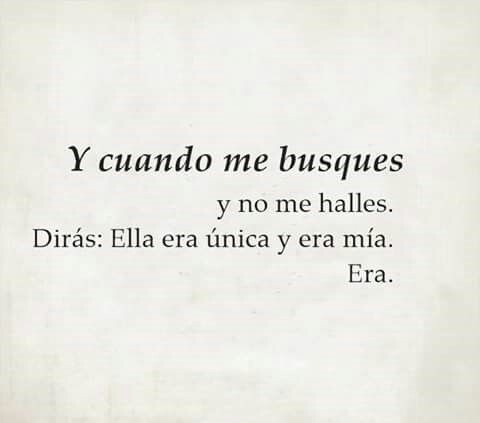 Y cuando me busques
y no me halles.
Dirás: Ella era única y era mía.
Era.